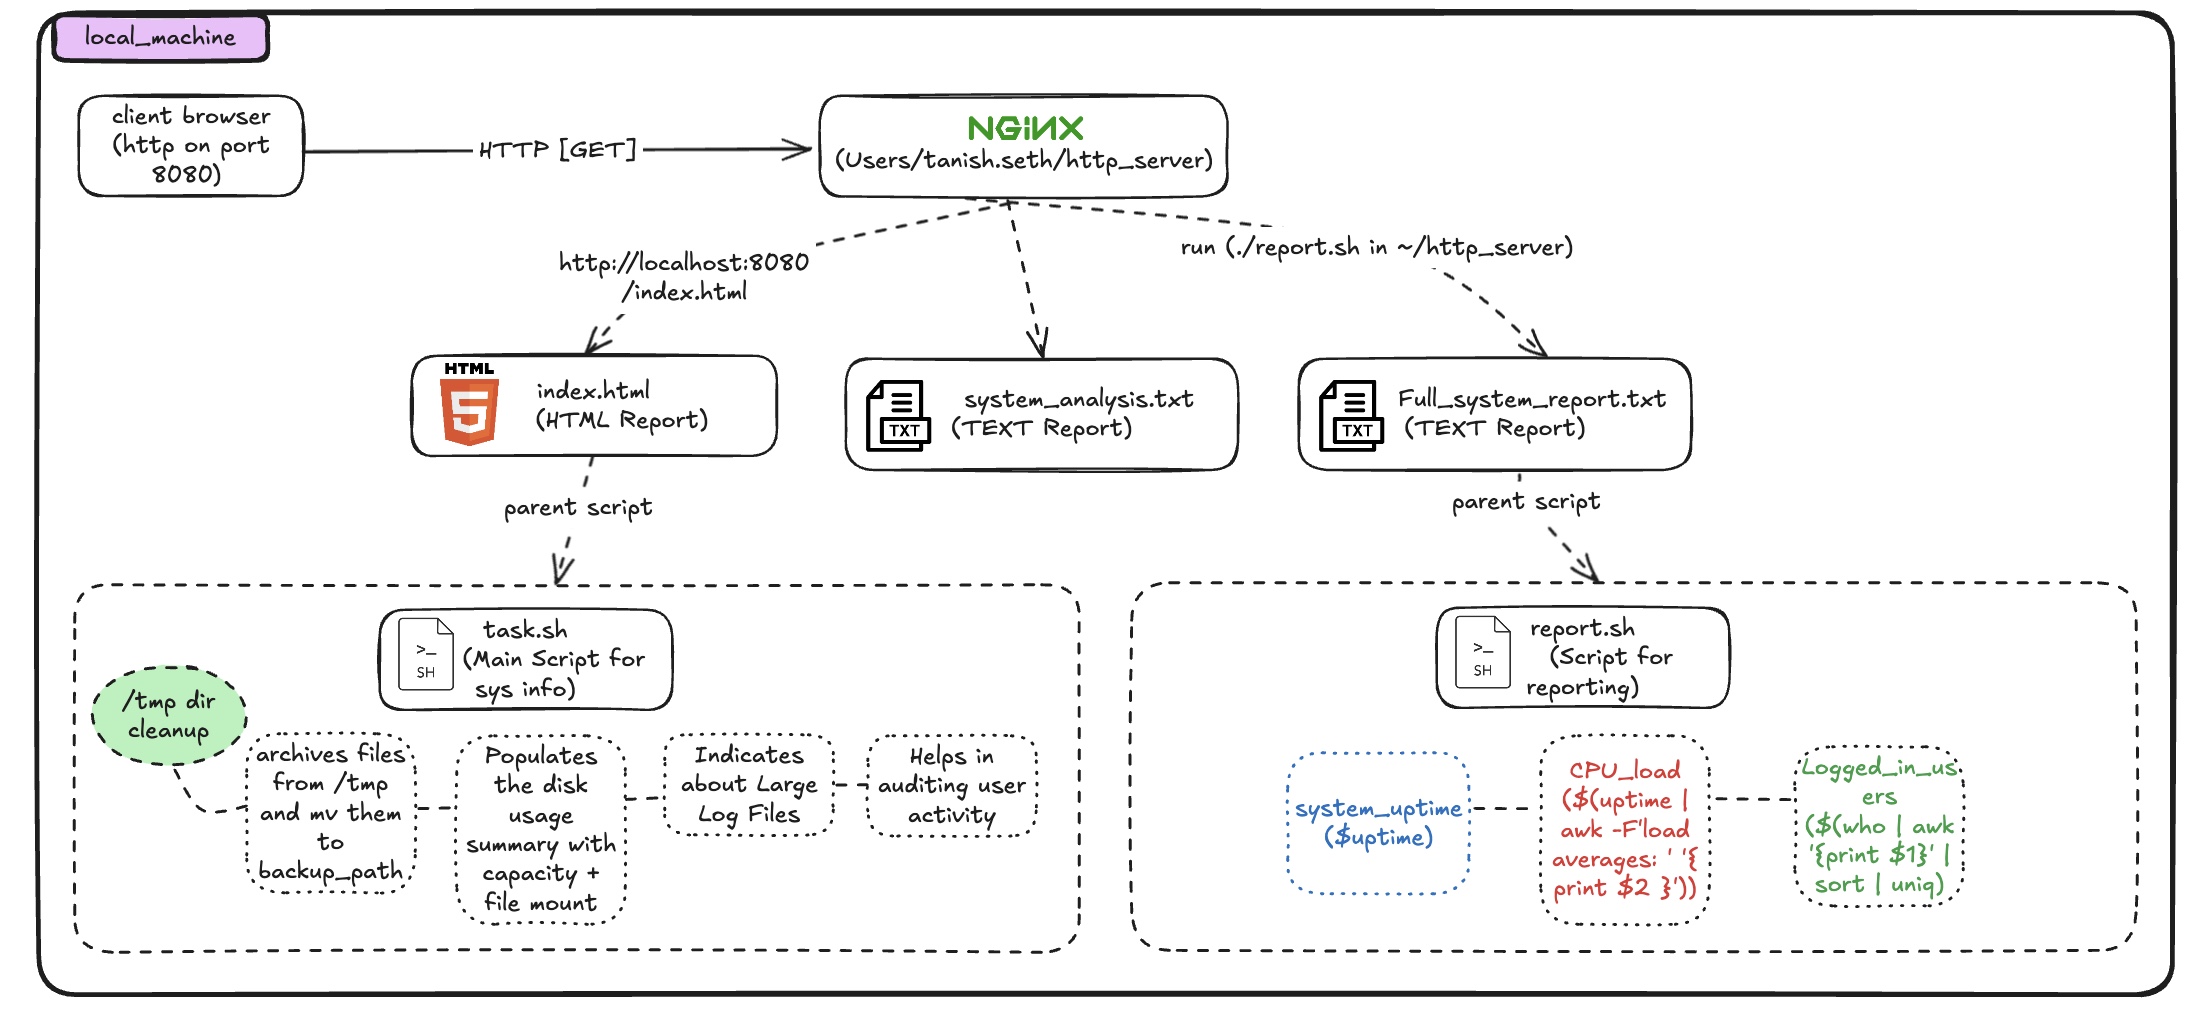 local_machine
client browser
(http on port
8080)
HTTP [GET]
NGiNX
(Users/tanish.seth/http_server)
http://localhost:8080
/index.html
run (./report.sh in ~/http_server)
HTML
5
index.html
(HTML Report)
TXT
system_analysis.txt
(TEXT Report)
TXT
Full_system_report.txt
(TEXT Report)
parent script
parent script
>_
SH
task.sh
(Main Script for
sys info)
/tmp dir
cleanup
archives files
from /tmp
and mv them
to
backup_path
Populates
the disk
usage
summary with
capacity +
file mount
Indicates
about Large
Log Files
Helps in
auditing user
activity
>_
SH
report.sh
(Script for
reporting)
system_uptime
($uptime)
CPU_load
($(uptime |
awk -F'load
averages: ' '{
print $2 }'))
Logged_in_us
ers
($(who | awk
'{print $1}' |
sort | uniq)